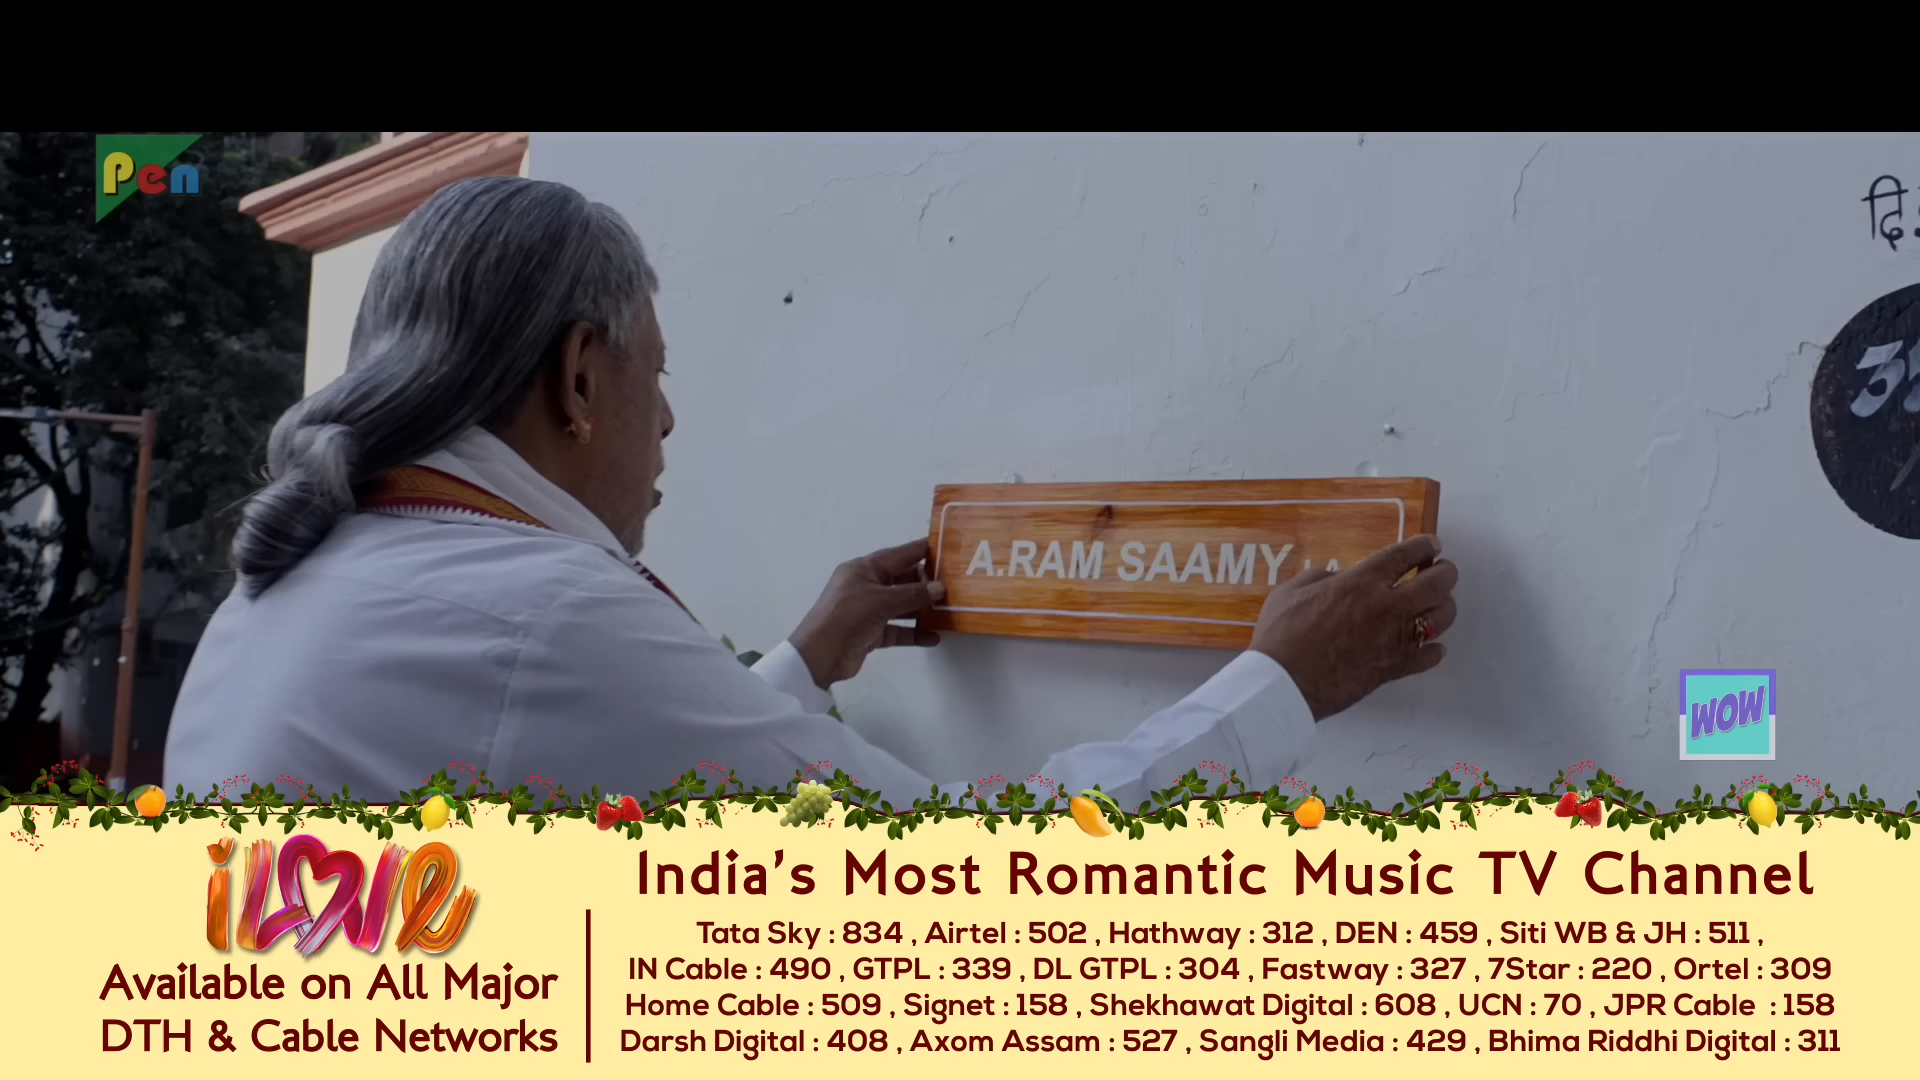 Pen
A.RAM SAAMY
WOW
iLOVE
Available on All Major
DTH & Cable Networks
India's Most Romantic Music TV Channel
Tata Sky : 834 , Airtel : 502 , Hathway : 312 , DEN : 459 , Siti WB & JH : 511 ,
IN Cable : 490 , GTPL : 339 , DL GTPL : 304 , Fastway : 327 , 7Star : 220 , Ortel : 309
Home Cable : 509 , Signet : 158 , Shekhawat Digital : 608 , UCN : 70 , JPR Cable : 158
Darsh Digital : 408 , Axom Assam : 527 , Sangli Media : 429 , Bhima Riddhi Digital : 311